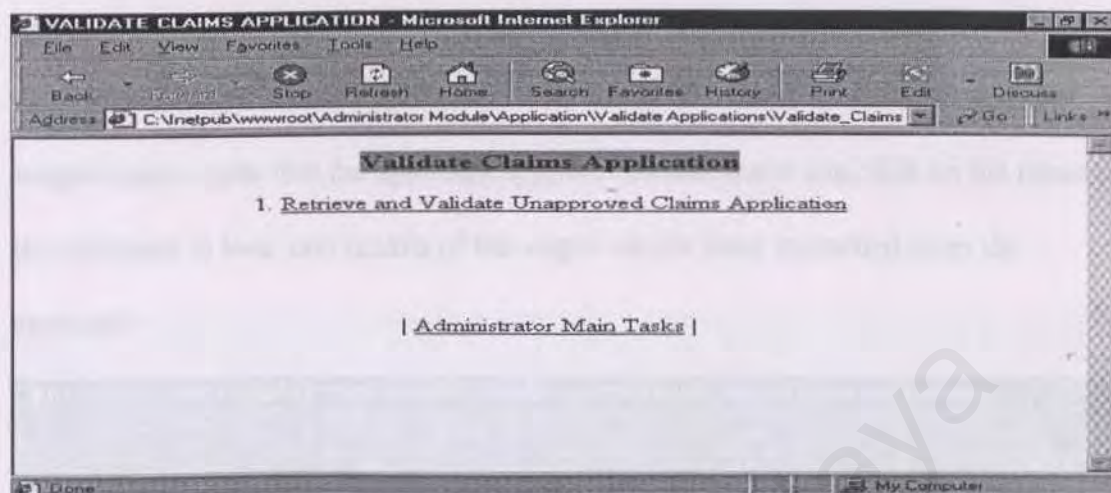 VALIDATE CLAIMS APPLICATION - Microsoft Internet Explorer
File Edit View Favorites Tools Help
Back Forward Stop Refresh Home Search Favorites History Print Edit Discuss
Address C:\Inetpub\wwwroot\Administrator Module\Application\Validate Applications\Validate_Claims Go Links »
Validate Claims Application
1. Retrieve and Validate Unapproved Claims Application
| Administrator Main Tasks |
Done My Computer
aya